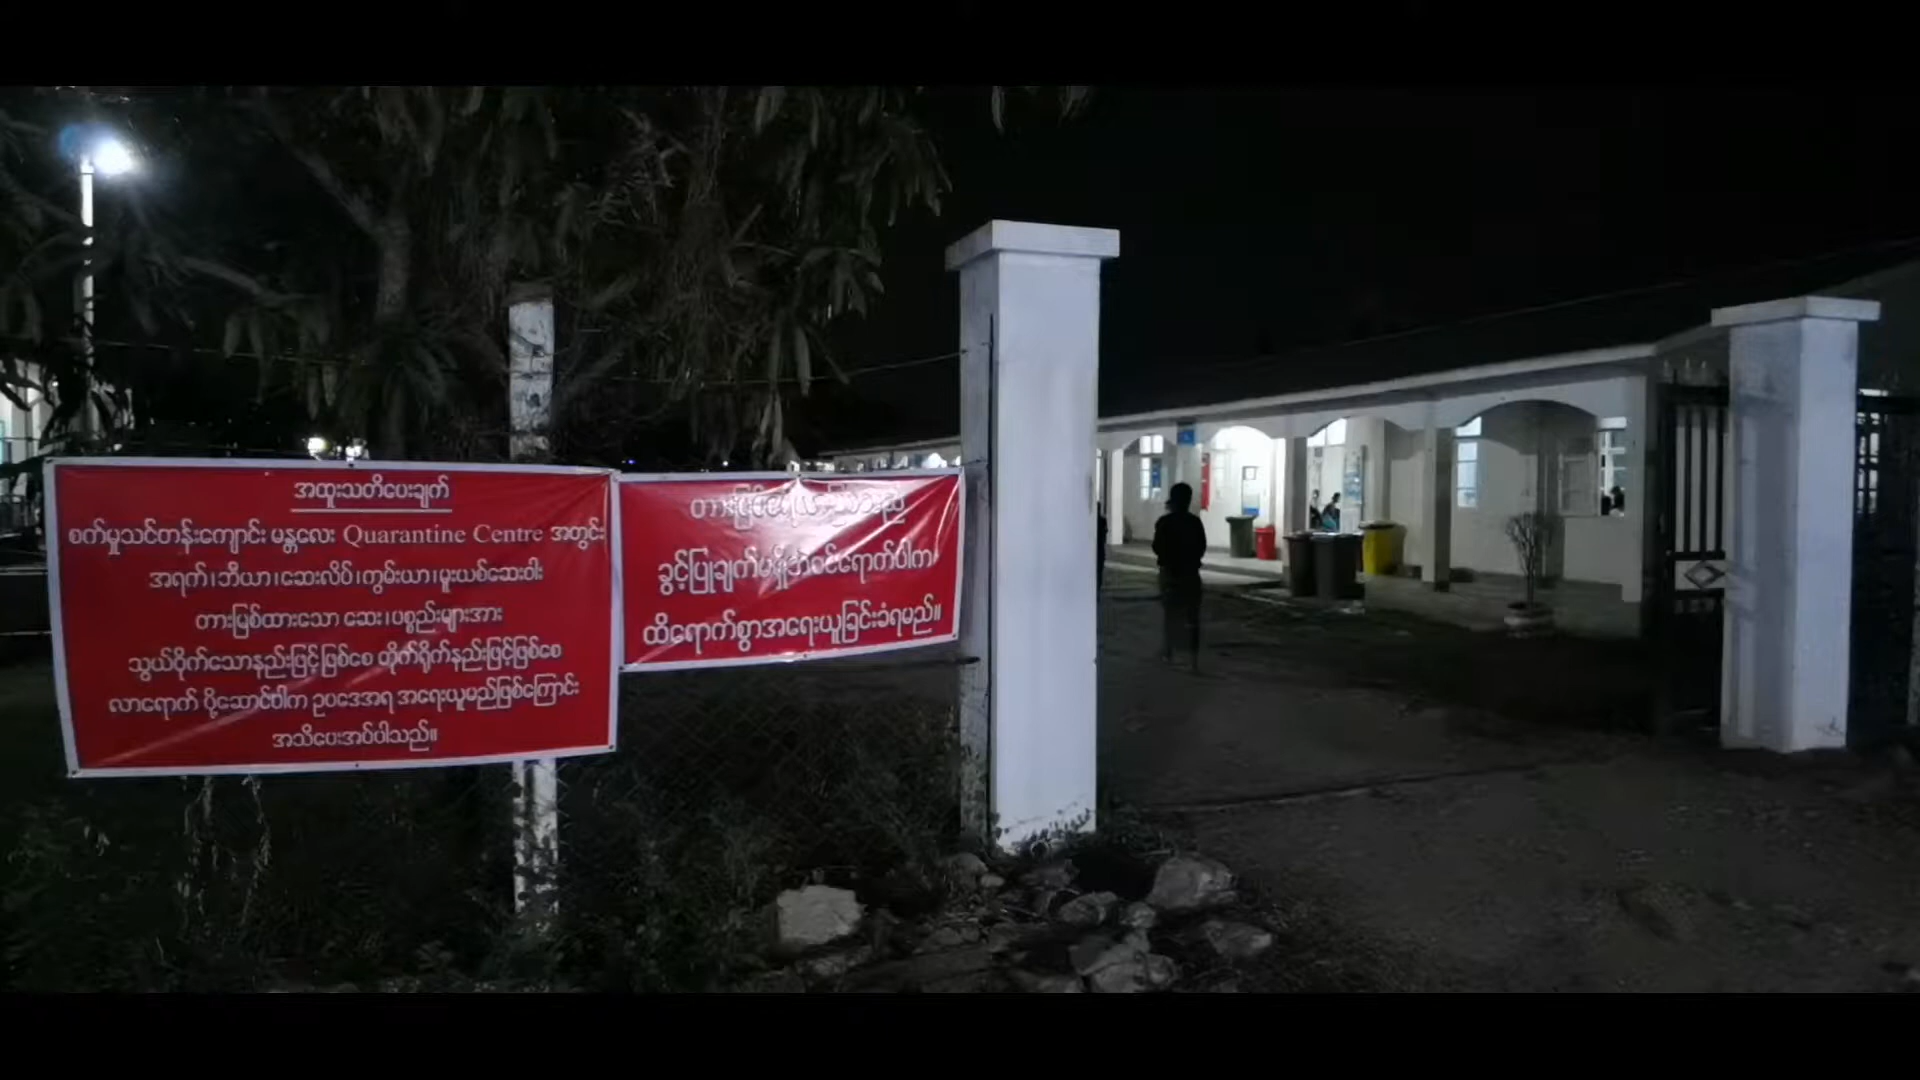 အထူးသတိပေးချက်
စက်မှုသင်တန်းကျောင်း မန္တလေး Quarantine Centre အတွင်း
အရက်၊ဘီယာ၊ဆေးလိပ်၊ကွမ်းယာ၊မူးယစ်ဆေးဝါး
တားမြစ်ထားသော ဆေး၊ပစ္စည်းများအား
သွယ်ဝိုက်သောနည်းဖြင့်ဖြစ်စေ တိုက်ရိုက်နည်းဖြင့်ဖြစ်စေ
လာရောက် ပို့ဆောင်ပါက ဥပဒေအရ အရေးယူမည်ဖြစ်ကြောင်း
အသိပေးအပ်ပါသည်။
ခွင့်ပြုချက်မရှိဘဲဝင်ရောက်ပါက
ထိရောက်စွာအရေးယူခြင်းခံရမည်။